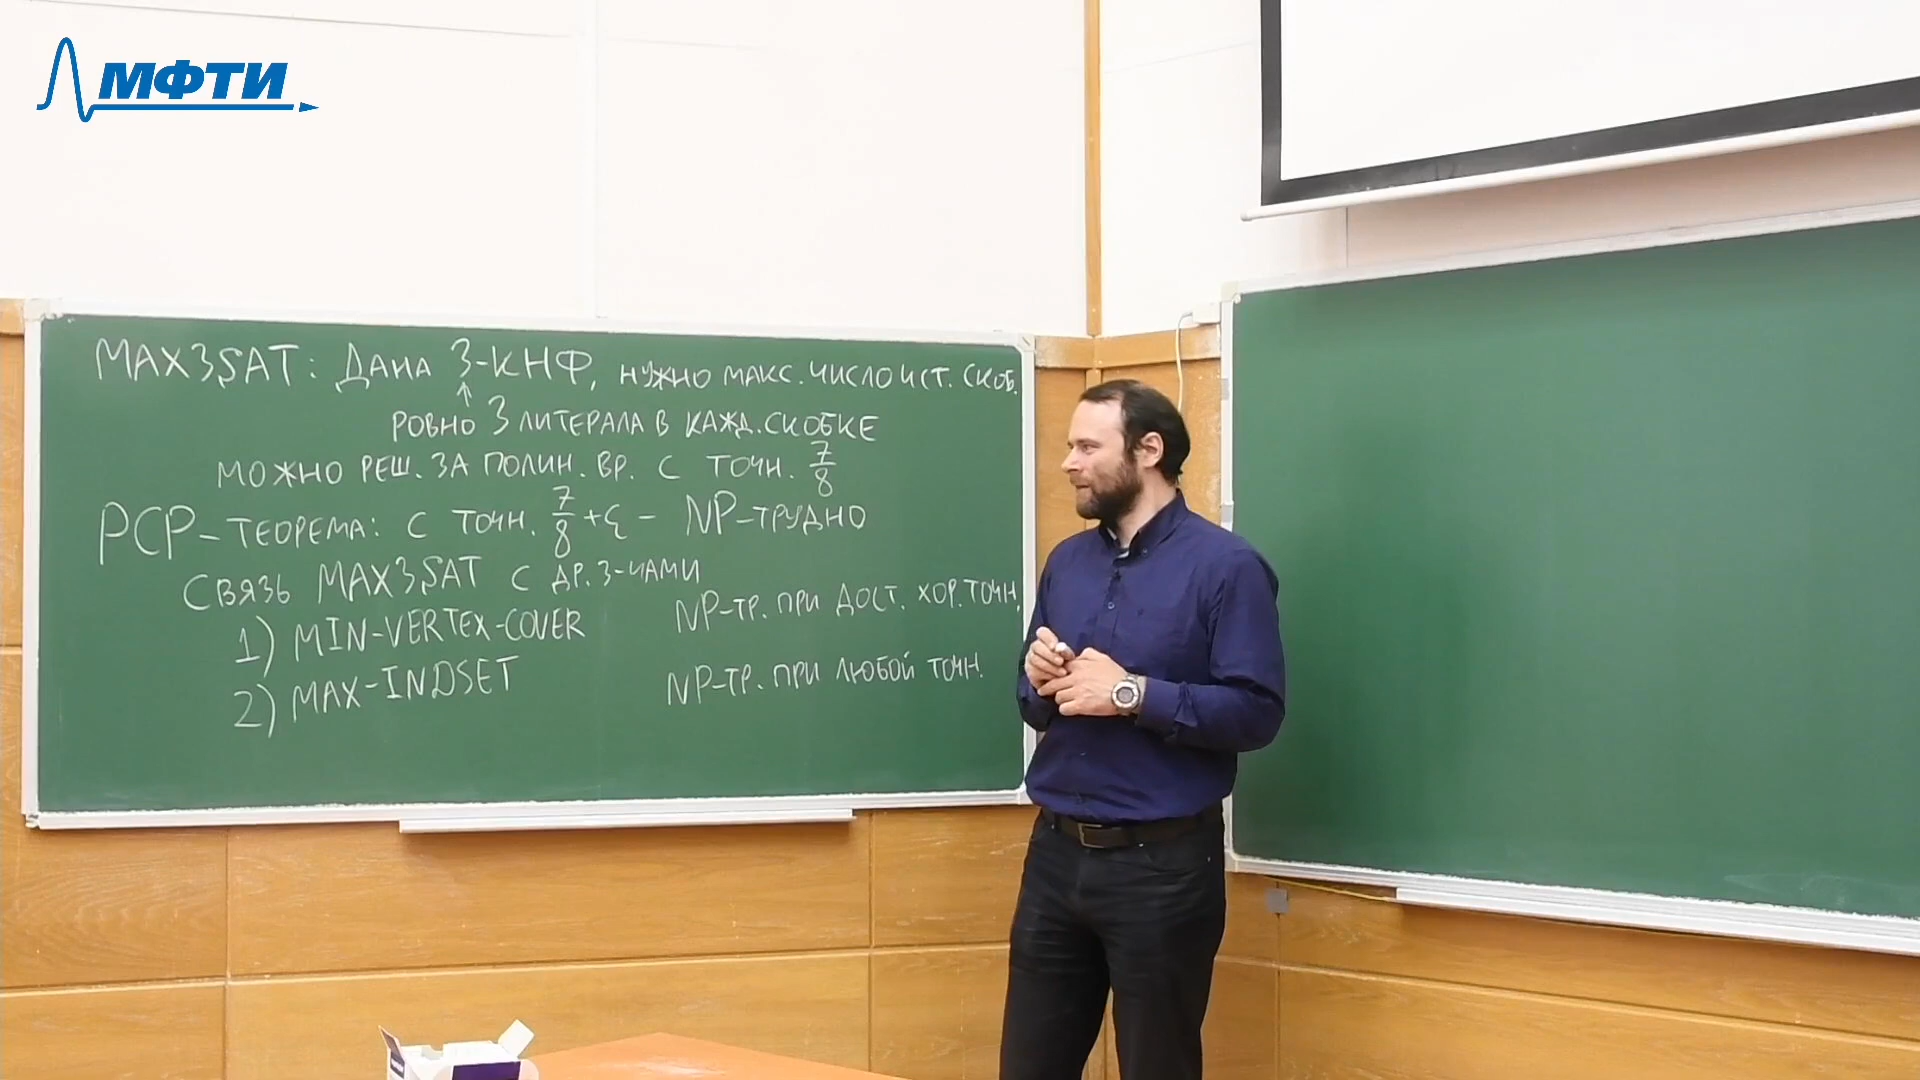 МФТИ
MAX3SAT: ДАНА 3-КНФ, НУЖНО МАКС. ЧИСЛО ИСТ. СКОБ.
↑
РОВНО 3 ЛИТЕРАЛА В КАЖД. СКОБКЕ
МОЖНО РЕШ. ЗА ПОЛИН. ВР. С ТОЧН. 7/8
PCP-ТЕОРЕМА: С ТОЧН. 7/8 + ε - NP-ТРУДНО
СВЯЗЬ MAX3SAT С ДР. З-ЧАМИ
1) MIN-VERTEX-COVER NP-ТР. ПРИ ДОСТ. ХОР. ТОЧН.
2) MAX-INDSET NP-ТР. ПРИ ЛЮБОЙ ТОЧН.